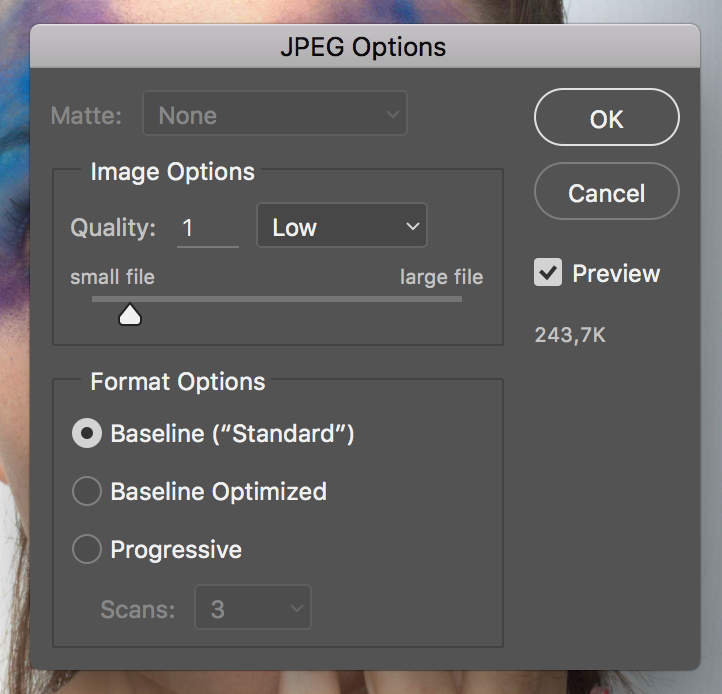 JPEG Options
Matte: None
OK
Image Options
Cancel
Quality: 1 Low
small file large file
Preview
243,7K
Format Options
Baseline (“Standard”)
Baseline Optimized
Progressive
Scans: 3